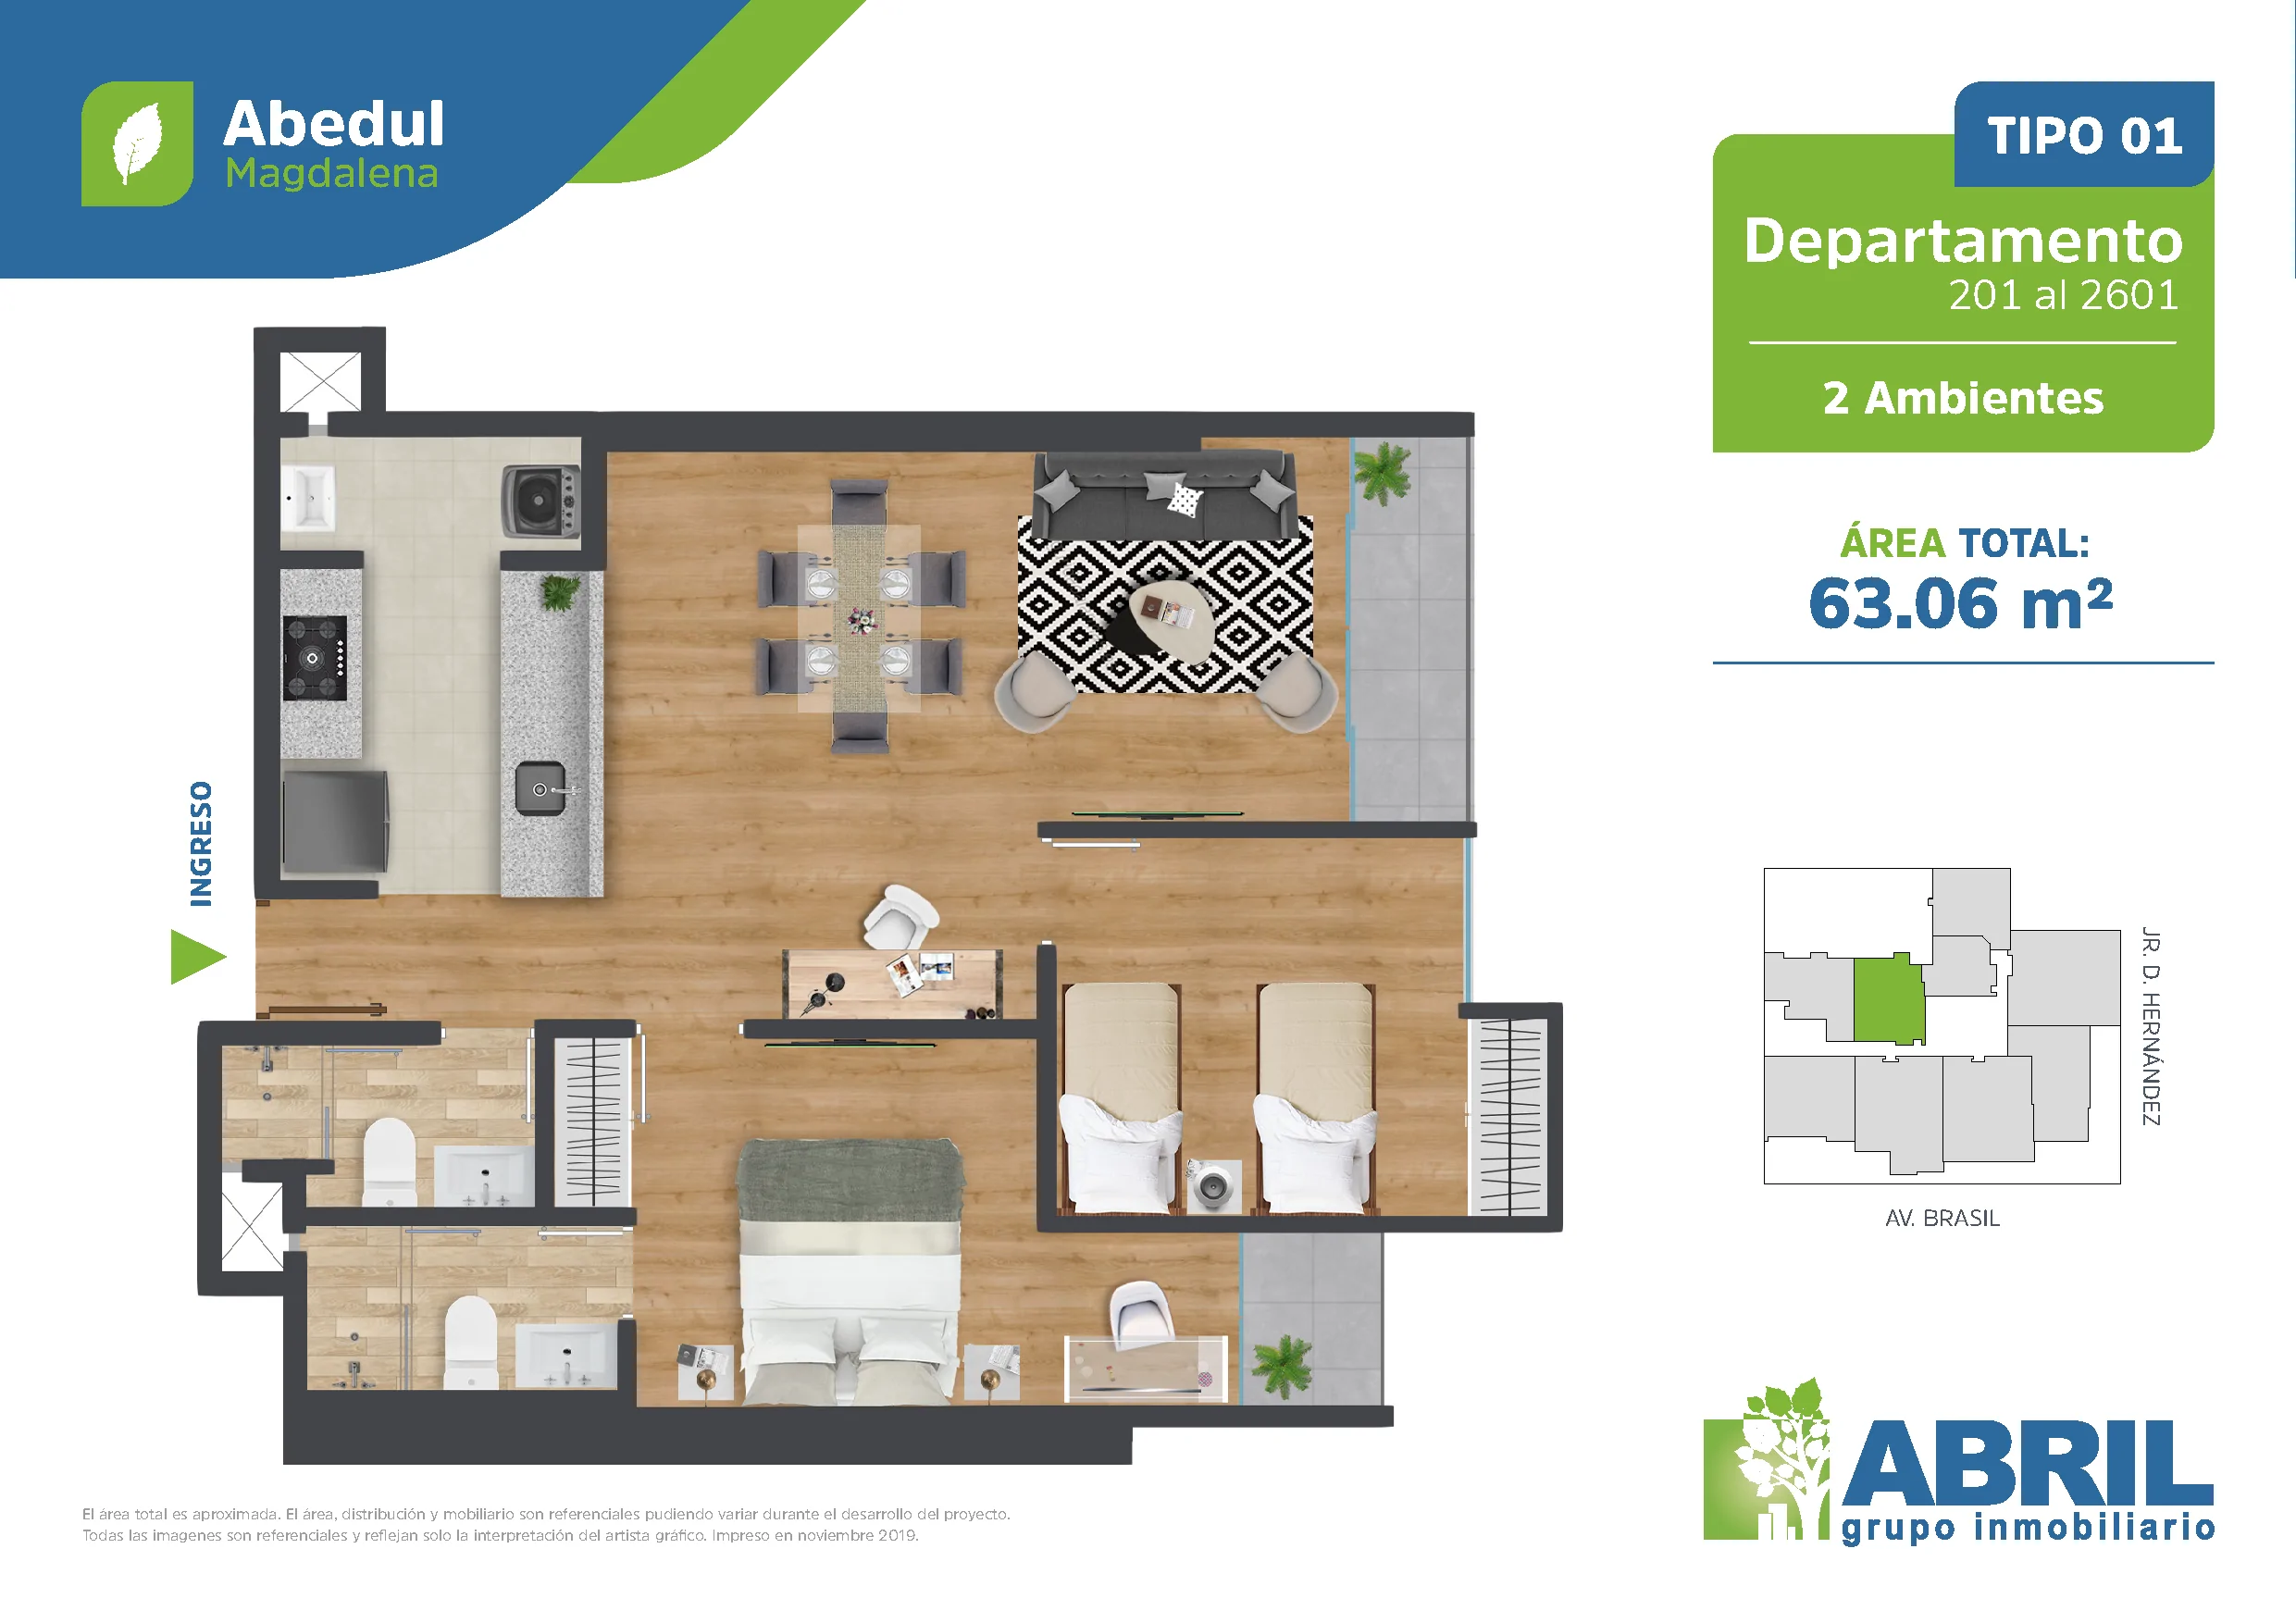 Abedul
Magdalena
TIPO 01
Departamento
201 al 2601
2 Ambientes
ÁREA TOTAL:
63.06 m²
INGRESO
JR. D. HERNÁNDEZ
AV. BRASIL
ABRIL
grupo inmobiliario
El área total es aproximada. El área, distribución y mobiliario son referenciales pudiendo variar durante el desarrollo del proyecto.
Todas las imagenes son referenciales y reflejan solo la interpretación del artista gráfico. Impreso en noviembre 2019.